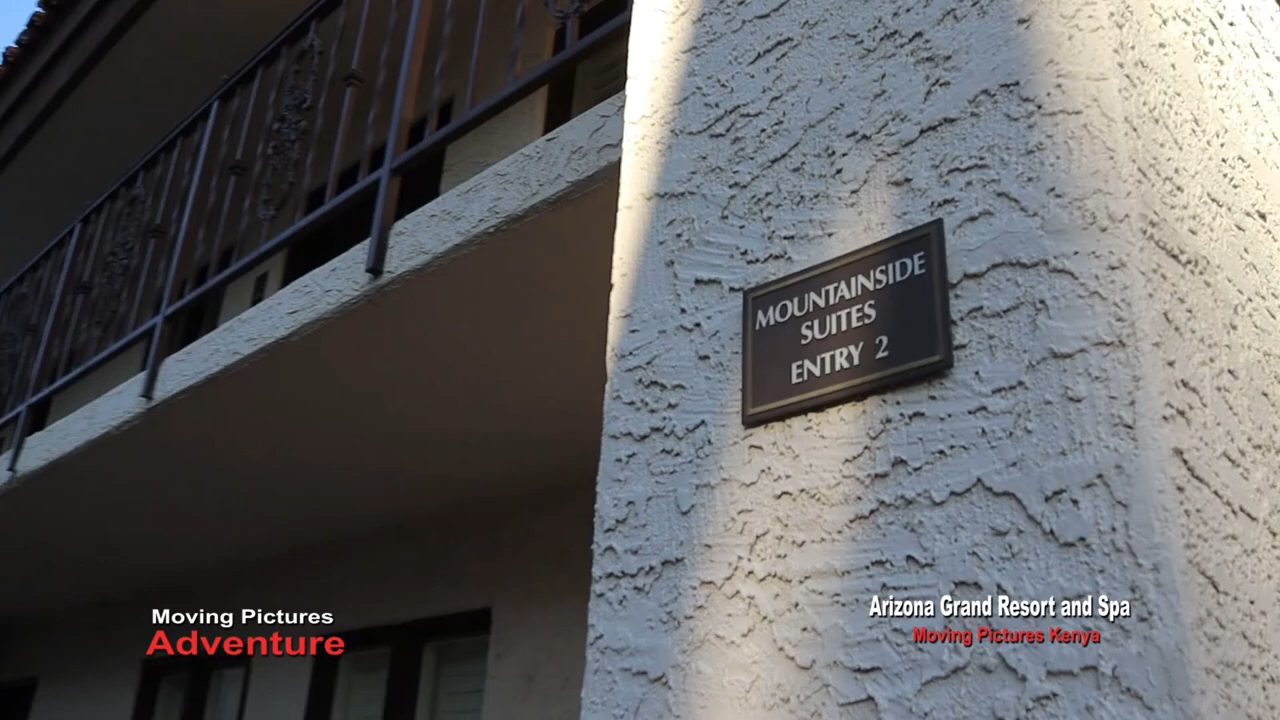 MOUNTAINSIDE
SUITES
ENTRY 2
Moving Pictures
Adventure
Arizona Grand Resort and Spa
Moving Pictures Kenya